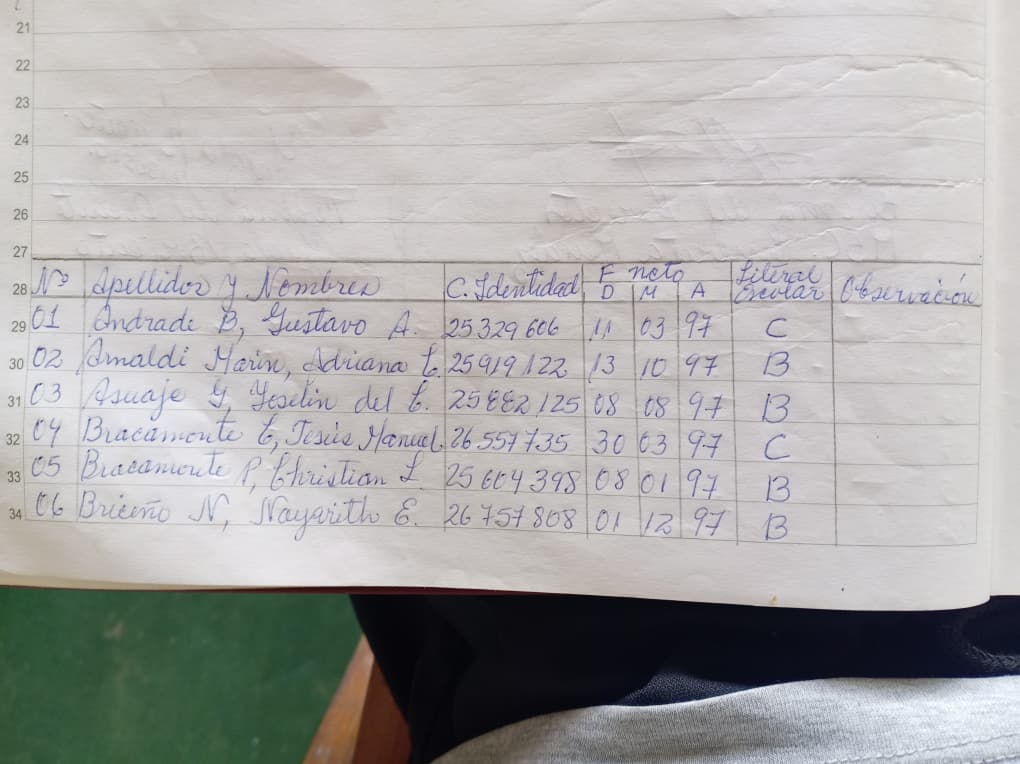 21
22
23
24
25
26
27
28 Nº Apellidos y Nombres C. Identidad F ncto D M A Literal Escolar Observación
29 01 Andrade B, Gustavo A. 25329606 11 03 97 C
30 02 Arnaldi Marin, Adriana C. 25919122 13 10 97 B
31 03 Asuaje G, Yoselin del C. 25882125 08 08 97 B
32 04 Bracamonte C, Jesús Manuel. 26557735 30 03 97 C
33 05 Bracamonte P, Christian L. 25604398 08 01 97 B
34 06 Briceño N, Nayarith E. 26757808 01 12 97 B